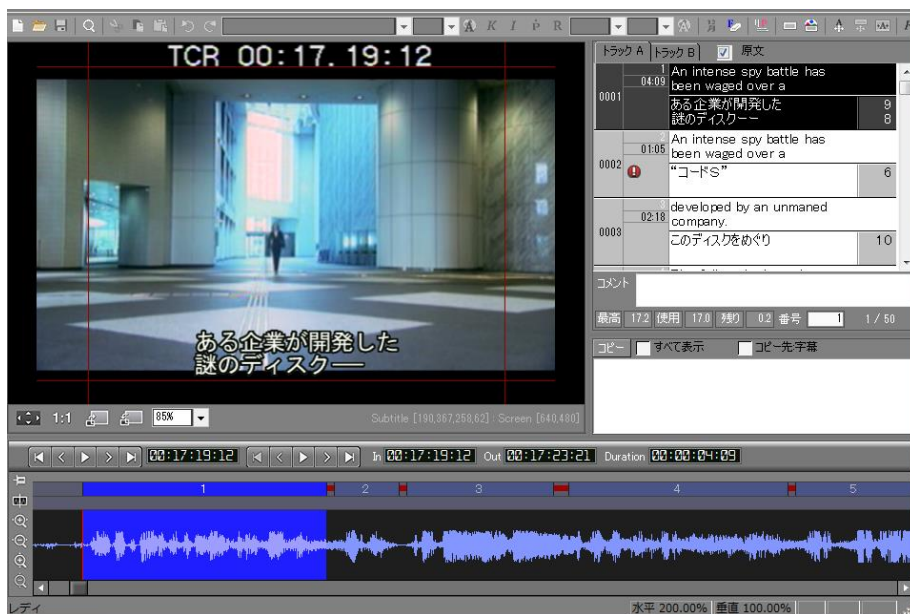 K I P R
TCR 00:17.19:12
ある企業が開発した
謎のディスクーー
85%
1:1
Subtitle [190,367,258,62] : Screen [640,480]
トラック A
トラック B
原文
0001
1
04:09
An intense spy battle has
been waged over a
ある企業が開発した
謎のディスクーー
9
8
0002
2
01:05
An intense spy battle has
been waged over a
“コードS”
6
0003
3
02:18
developed by an unmaned
company.
このディスクをめぐり
10
コメント
最高 17.2 使用 17.0 残り 0.2 番号 1 1 / 50
コピー すべて表示 コピー先字幕
00:17:19:12 In 00:17:19:12 Out 00:17:23:21 Duration 00:00:04:09
1 2 3 4 5
レディ
水平 200.00% 垂直 100.00%